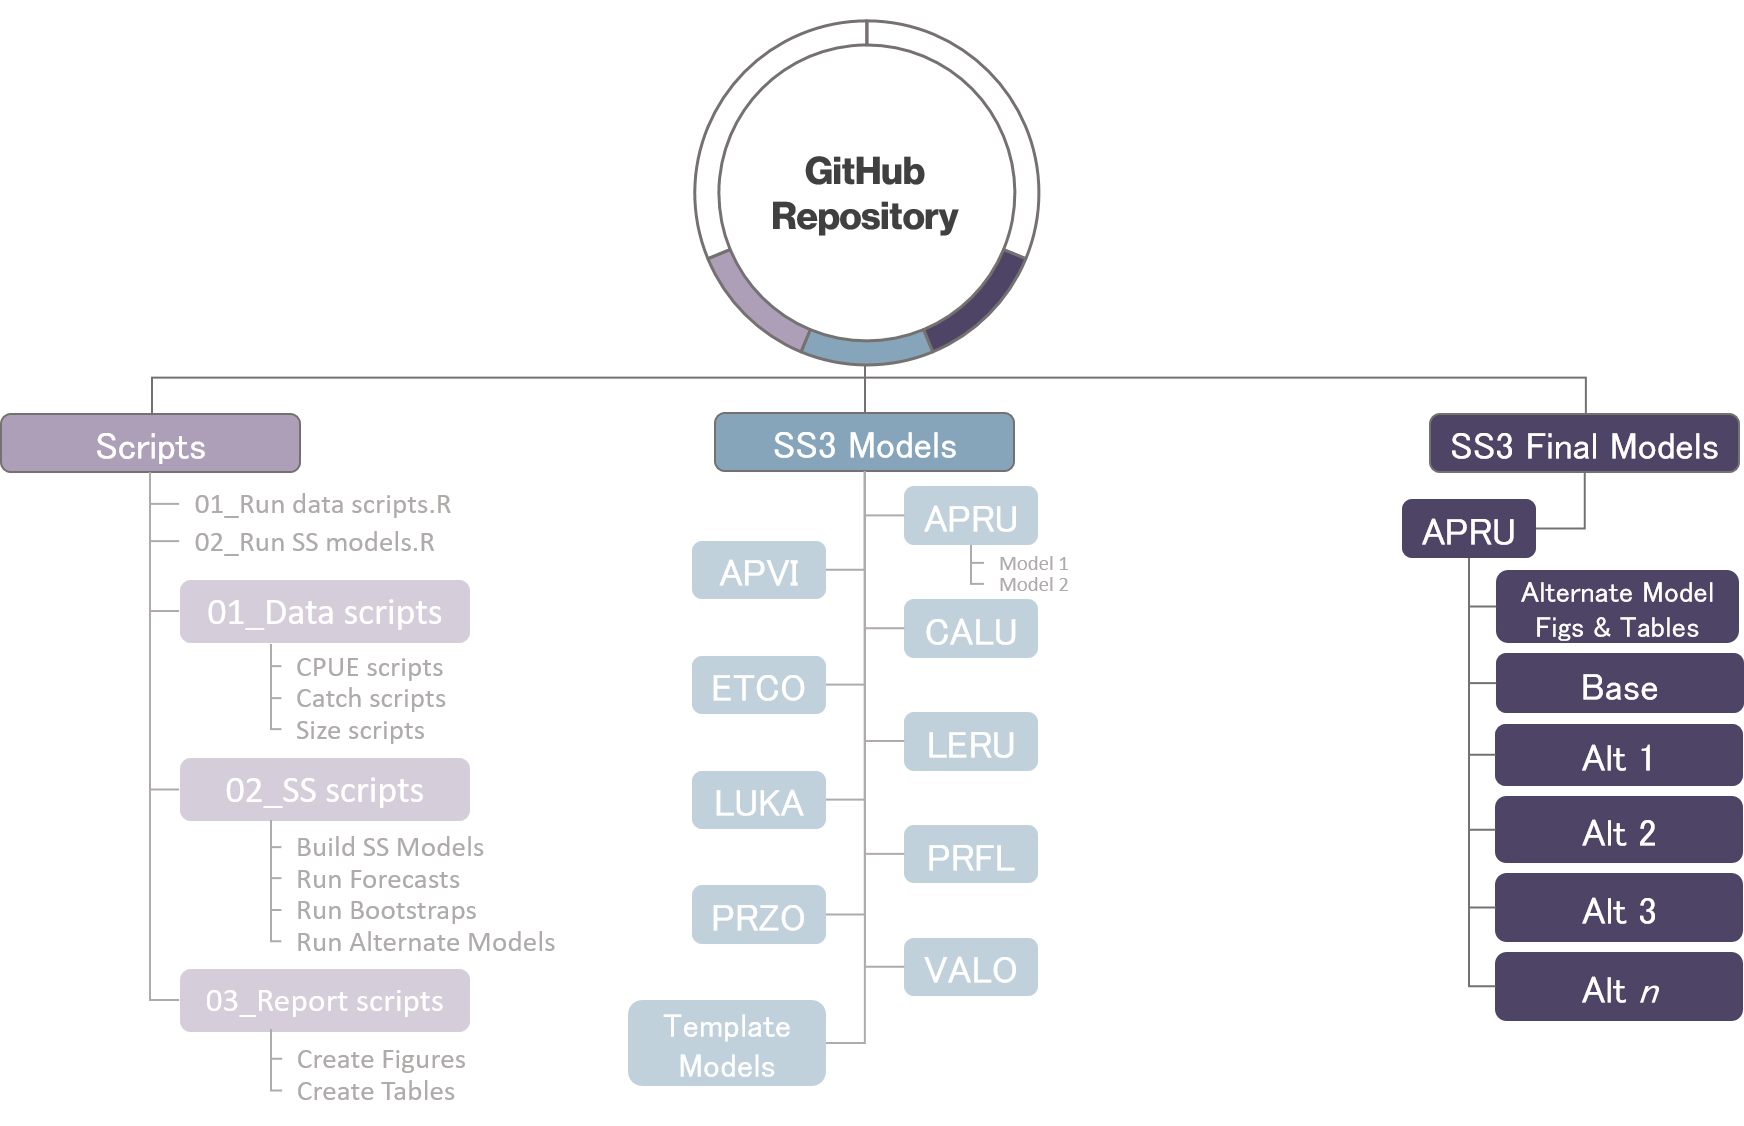 GitHub
Repository
Scripts
01_Run data scripts.R
02_Run SS models.R
01_Data scripts
CPUE scripts
Catch scripts
Size scripts
02_SS scripts
Build SS Models
Run Forecasts
Run Bootstraps
Run Alternate Models
03_Report scripts
Create Figures
Create Tables
SS3 Models
APRU
Model 1
Model 2
APVI
CALU
ETCO
LERU
LUKA
PRFL
PRZO
VALO
Template
Models
SS3 Final Models
APRU
Alternate Model
Figs & Tables
Base
Alt 1
Alt 2
Alt 3
Alt n